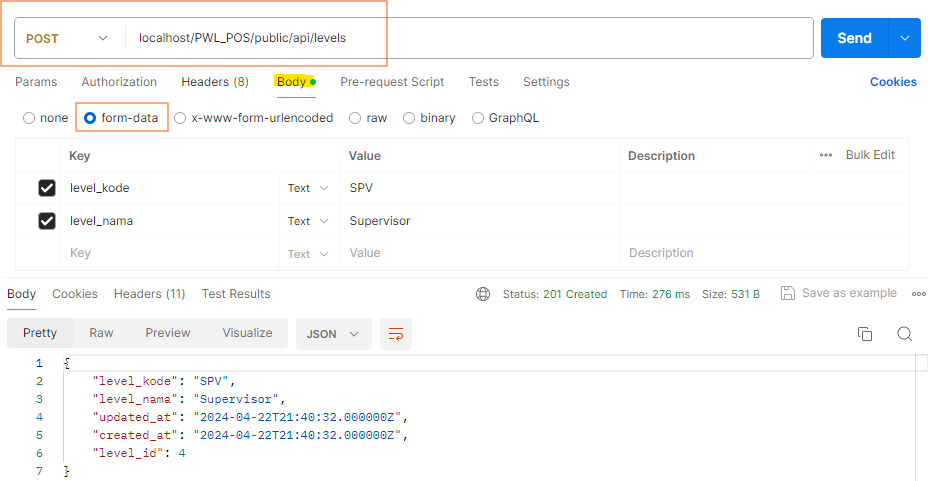 POST localhost/PWL_POS/public/api/levels Send
Params Authorization Headers (8) Body Pre-request Script Tests Settings Cookies
none form-data x-www-form-urlencoded raw binary GraphQL
Key Value Description Bulk Edit
level_kode Text SPV
level_nama Text Supervisor
Key Text Value Description
Body Cookies Headers (11) Test Results Status: 201 Created Time: 276 ms Size: 531 B Save as example
Pretty Raw Preview Visualize JSON
1 {
2 "level_kode": "SPV",
3 "level_nama": "Supervisor",
4 "updated_at": "2024-04-22T21:40:32.000000Z",
5 "created_at": "2024-04-22T21:40:32.000000Z",
6 "level_id": 4
7 }